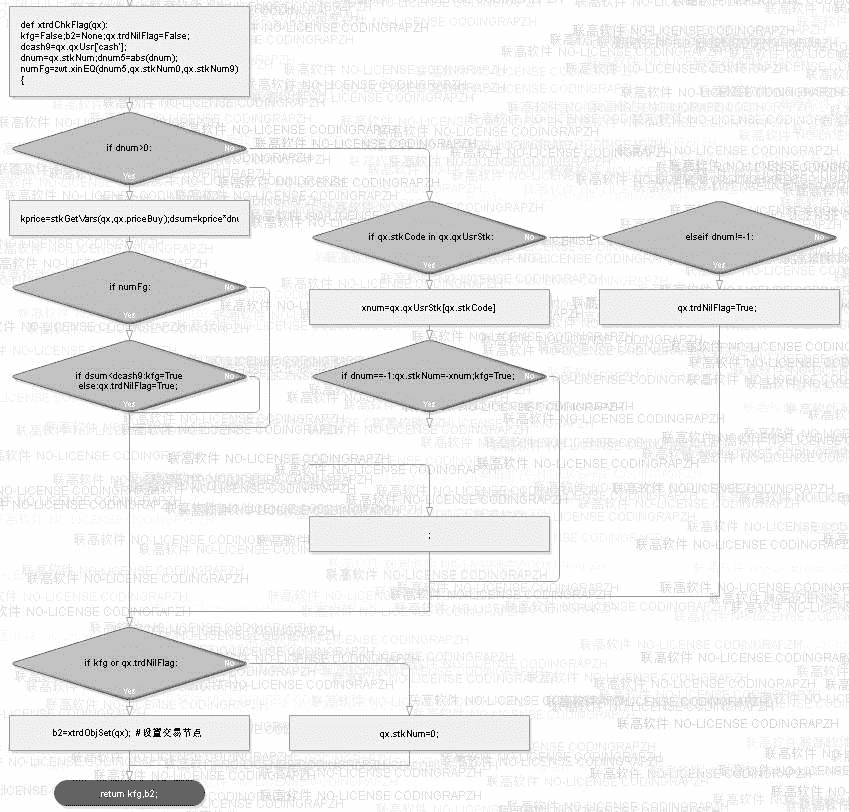 def xtrdChkFlag(qx):
kfg=False;b2=None;qx.trdNilFlag=False;
dcash9=qx.qxUsr['cash'];
dnum=qx.stkNum;dnum5=abs(dnum);
numFg=zwt.xinEQ(dnum5,qx.stkNum0,qx.stkNum9)
{
if dnum>0:
No
Yes
kprice=stkGetVars(qx,qx.priceBuy);dsum=kprice*dnu
if qx.stkCode in qx.qxUsrStk:
No
Yes
elseif dnum!=-1:
No
Yes
if numFg:
No
Yes
xnum=qx.qxUsrStk[qx.stkCode]
qx.trdNilFlag=True;
if dsum<dcash9:kfg=True
else:qx.trdNilFlag=True;
No
Yes
if dnum==-1:qx.stkNum=-xnum;kfg=True;
No
Yes
;
if kfg or qx.trdNilFlag:
No
Yes
b2=xtrdObjSet(qx); #设置交易节点
qx.stkNum=0;
return kfg,b2;
联高软件 NO-LICENSE CODINGRAPZH